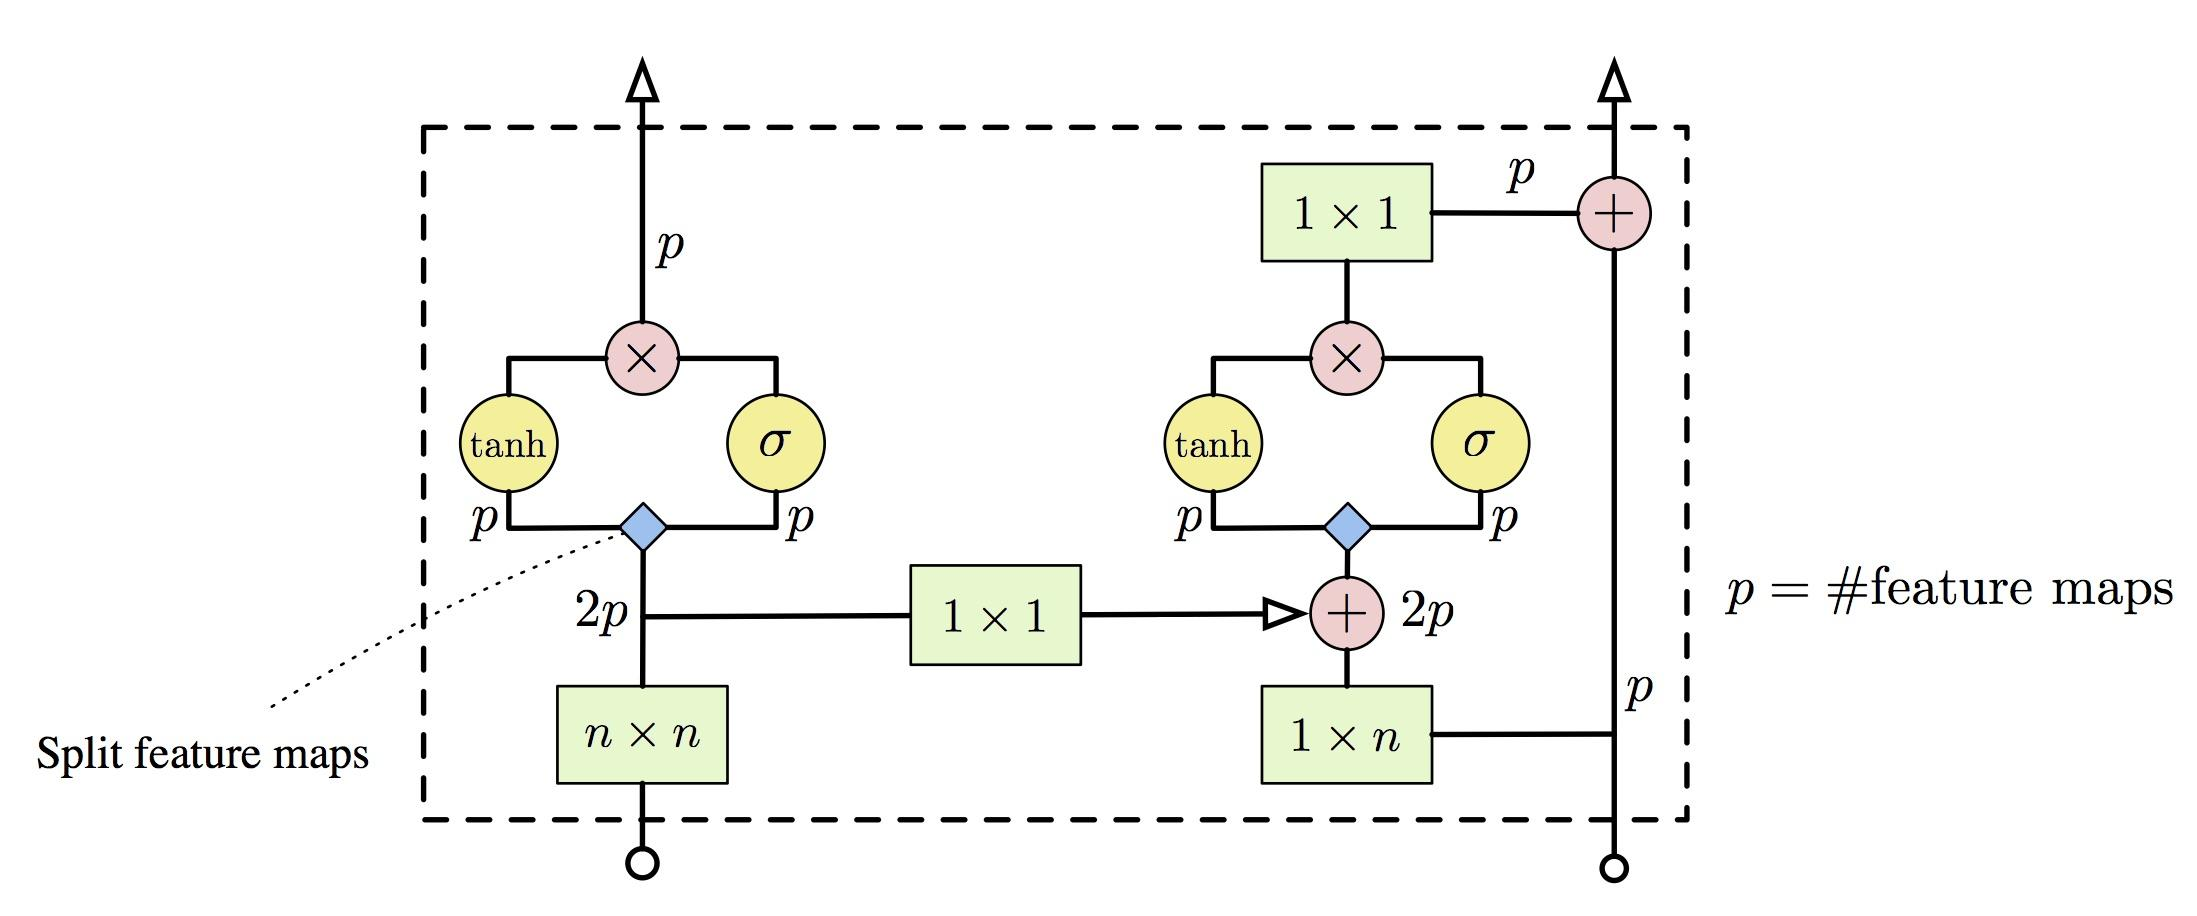 p
1 × 1
p
×
×
tanh
σ
tanh
σ
p
p
p
p
2p
1 × 1
+
2p
p = #feature maps
+
p
n × n
1 × n
Split feature maps